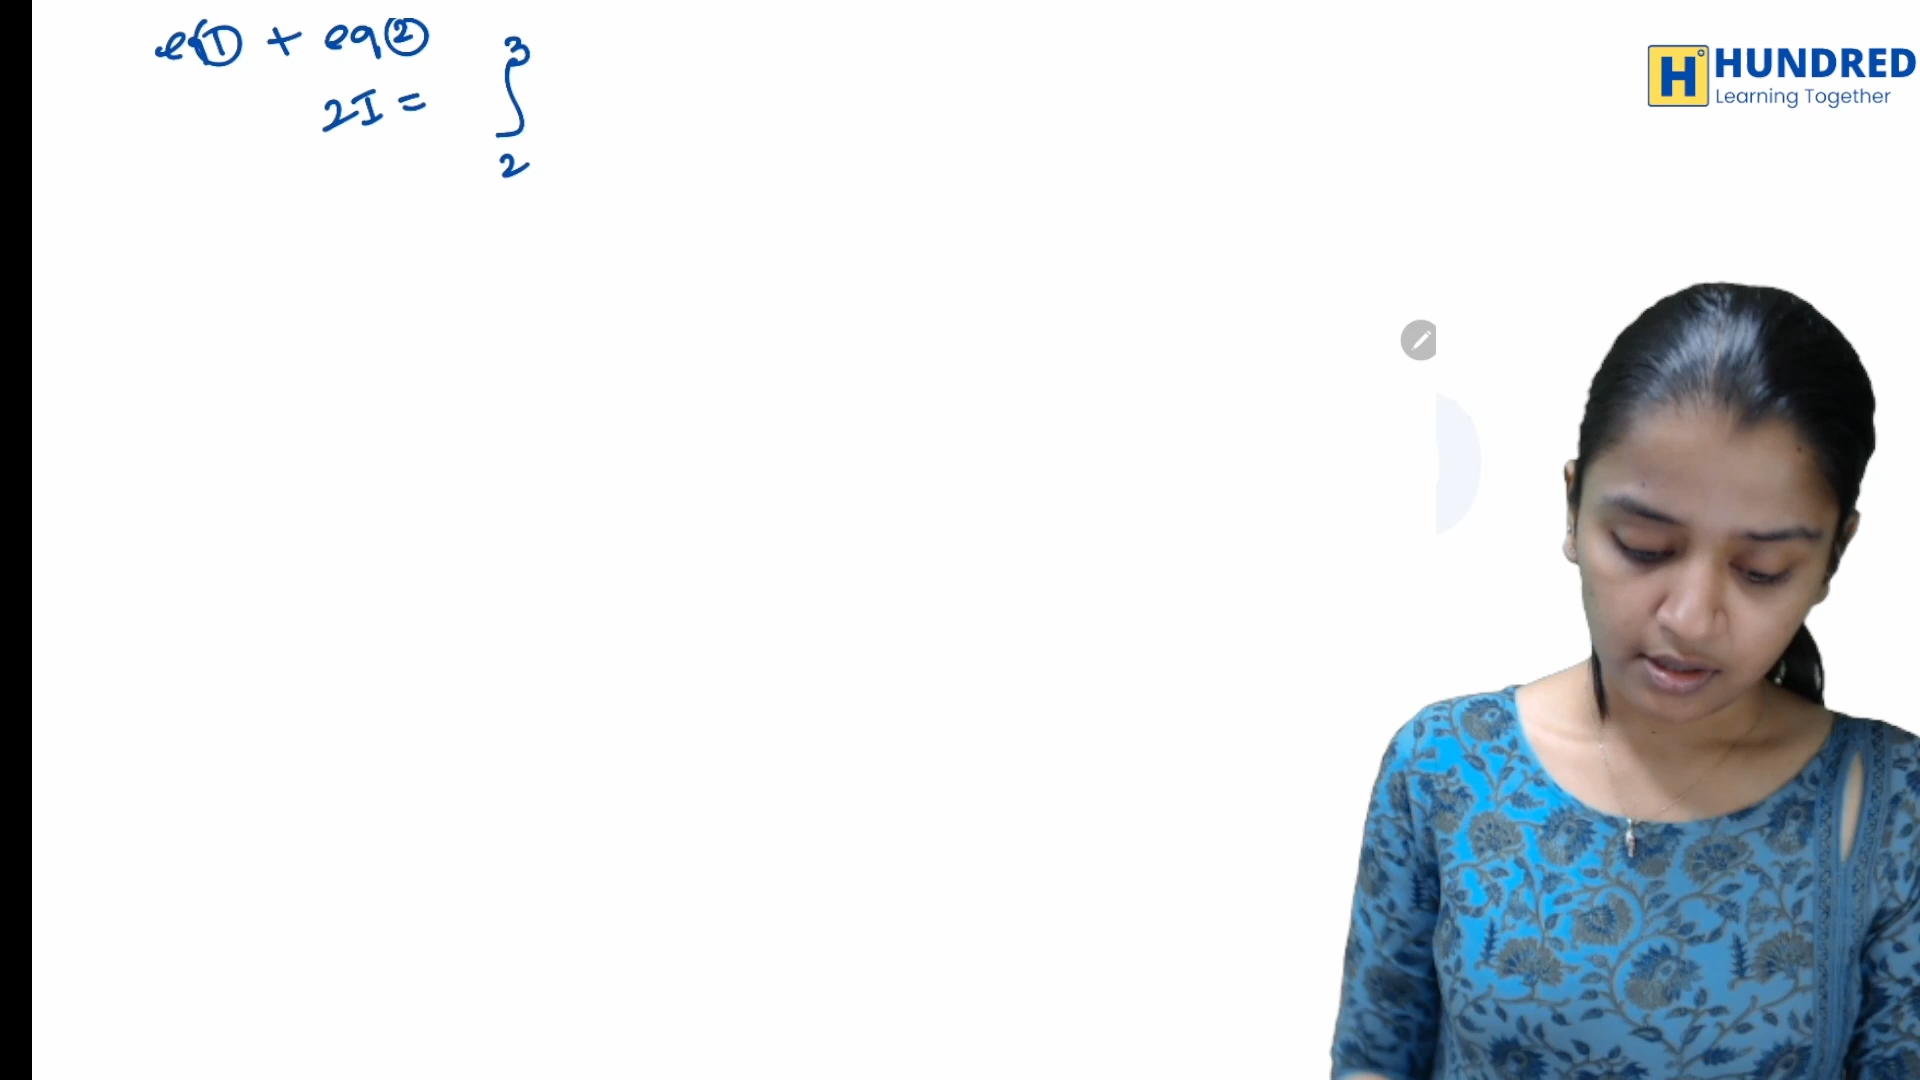 eq① + eq②
2I = ∫
3
2
H° HUNDRED
Learning Together